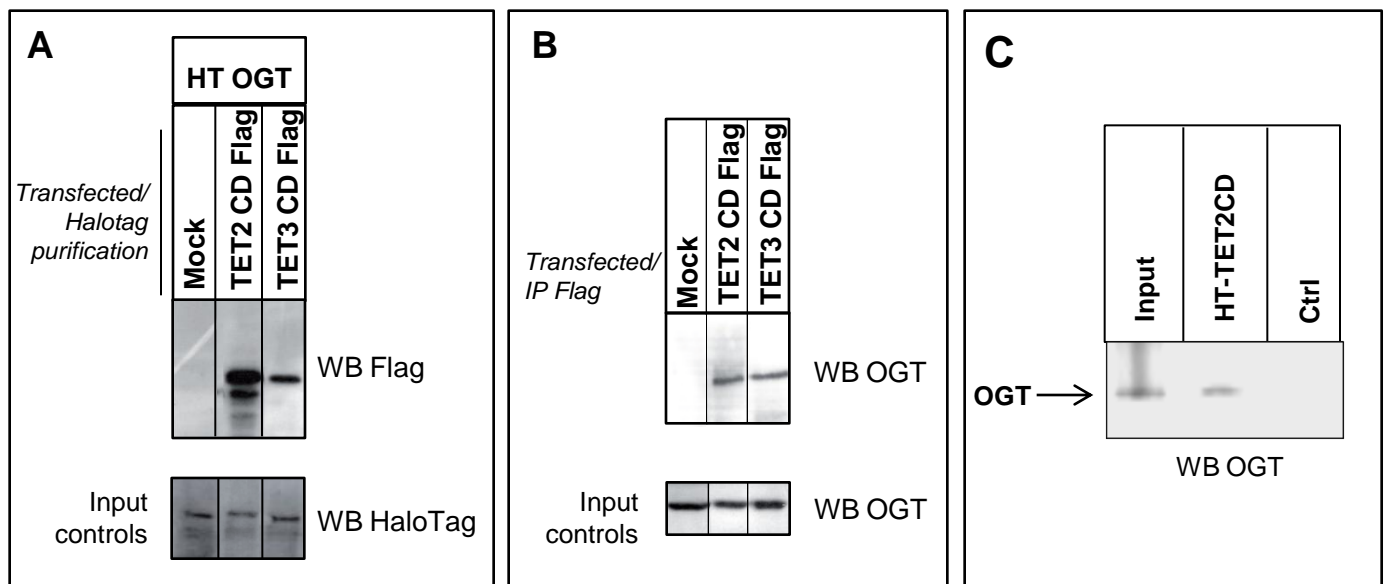 A
HT OGT
Transfected/
Halotag
purification
Mock
TET2 CD Flag
TET3 CD Flag
WB Flag
Input
controls
WB HaloTag
B
Transfected/
IP Flag
Mock
TET2 CD Flag
TET3 CD Flag
WB OGT
Input
controls
WB OGT
C
Input
HT-TET2CD
Ctrl
OGT
WB OGT